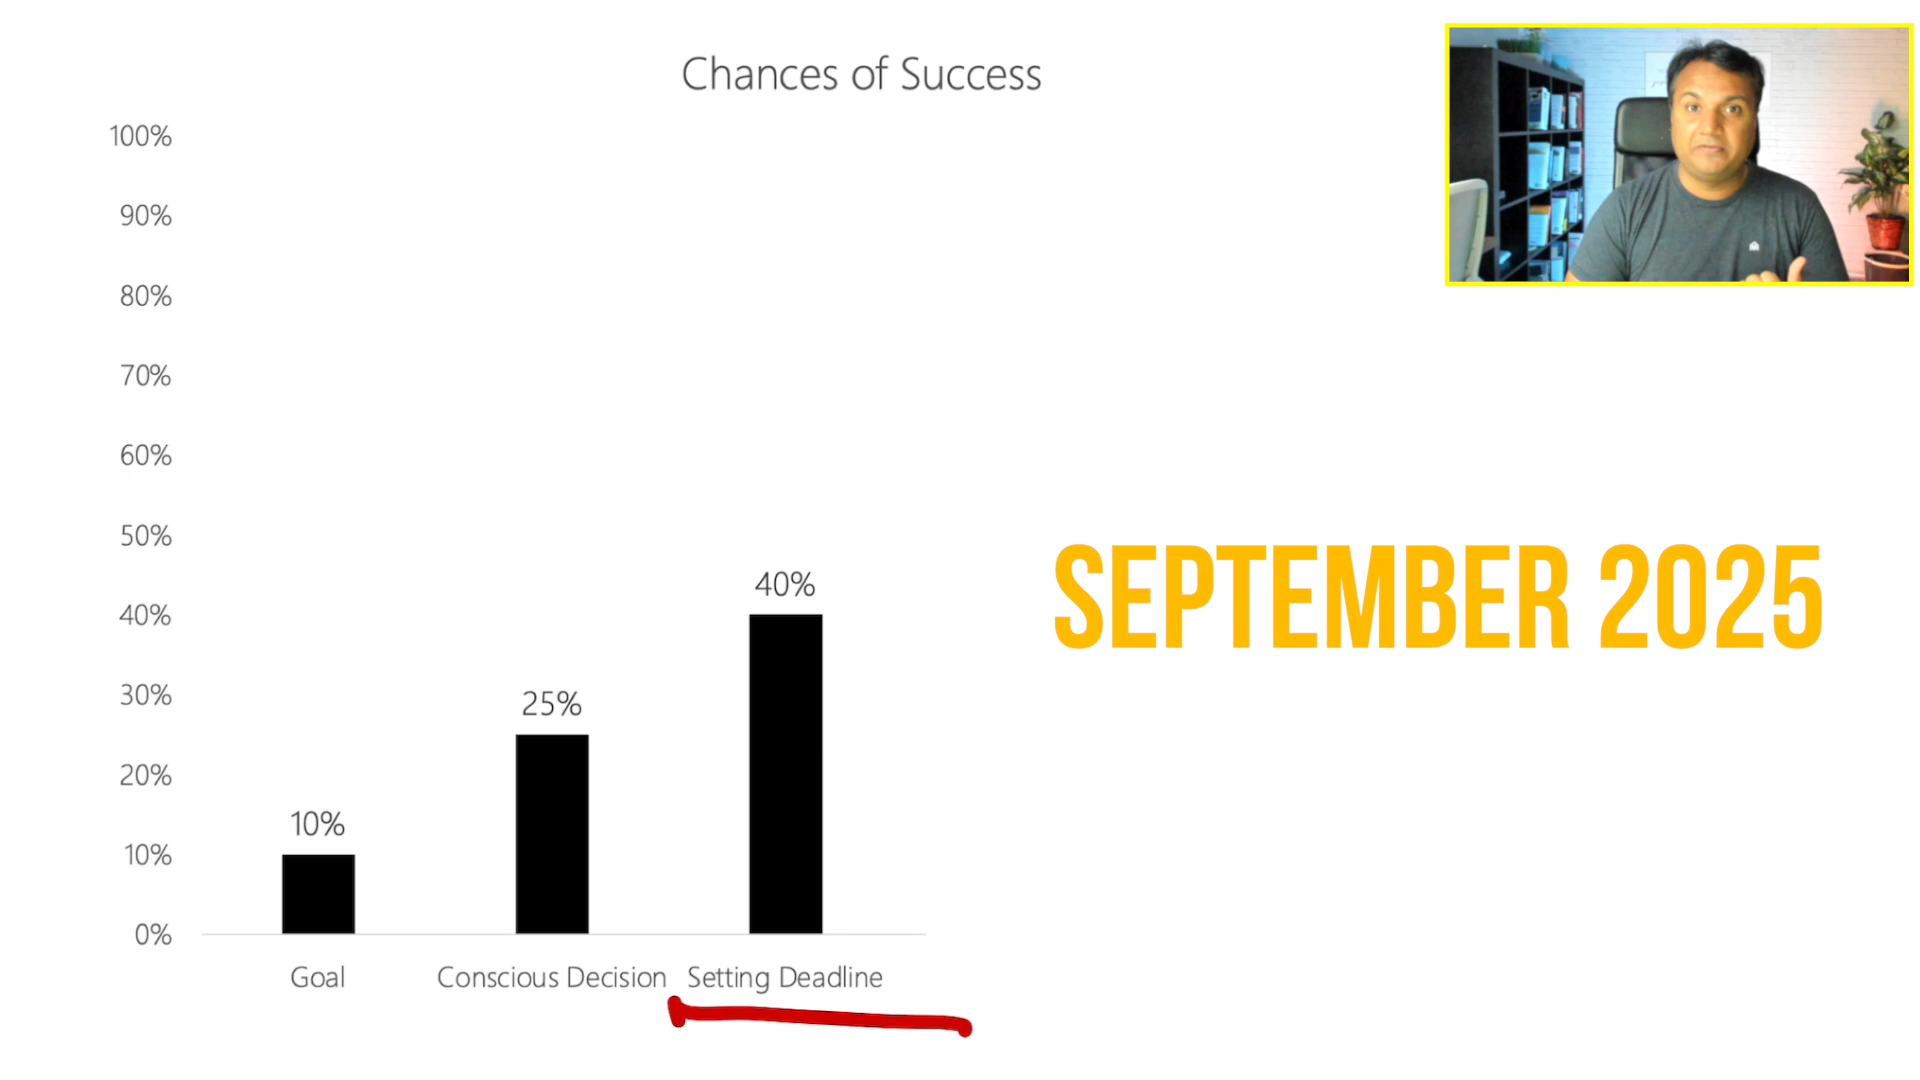 Chances of Success
100%
90%
80%
70%
60%
50%
40%
30%
20%
10%
0%
10%
25%
40%
Goal
Conscious Decision
Setting Deadline
SEPTEMBER 2025